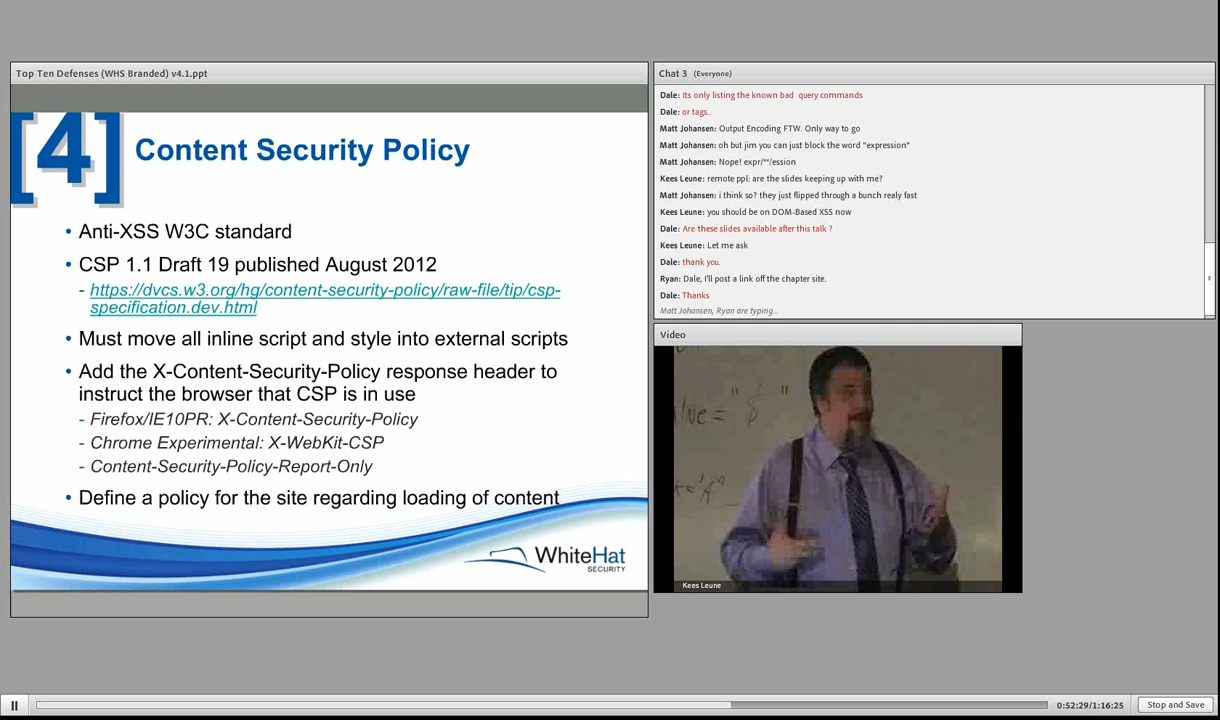 Top Ten Defenses (WHS Branded) v4.1.ppt
[4] Content Security Policy
• Anti-XSS W3C standard
• CSP 1.1 Draft 19 published August 2012
- https://dvcs.w3.org/hg/content-security-policy/raw-file/tip/csp-
specification.dev.html
• Must move all inline script and style into external scripts
• Add the X-Content-Security-Policy response header to
instruct the browser that CSP is in use
- Firefox/IE10PR: X-Content-Security-Policy
- Chrome Experimental: X-WebKit-CSP
- Content-Security-Policy-Report-Only
• Define a policy for the site regarding loading of content
WhiteHat
SECURITY
Chat 3 (Everyone)
Dale: Its only listing the known bad query commands
Dale: or tags..
Matt Johansen: Output Encoding FTW. Only way to go
Matt Johansen: oh but jim you can just block the word "expression"
Matt Johansen: Nope! expr/**/ession
Kees Leune: remote ppl: are the slides keeping up with me?
Matt Johansen: i think so? they just flipped through a bunch realy fast
Kees Leune: you should be on DOM-Based XSS now
Dale: Are these slides available after this talk ?
Kees Leune: Let me ask
Dale: thank you.
Ryan: Dale, I'll post a link off the chapter site.
Dale: Thanks
Matt Johansen, Ryan are typing...
Video
Kees Leune
0:52:29/1:16:25
Stop and Save